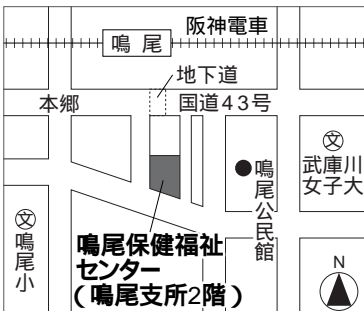 阪神電車
鳴尾
地下道
本郷
国道43号
文
武庫川
女子大
鳴尾公民館
文
鳴尾小
鳴尾保健福祉
センター
(鳴尾支所2階)
N